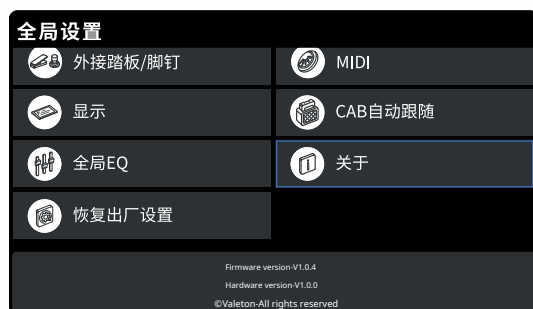 全局设置
外接踏板/脚钉
MIDI
显示
CAB自动跟随
全局EQ
关于
恢复出厂设置
Firmware version-V1.0.4
Hardware version-V1.0.0
©Valeton-All rights reserved